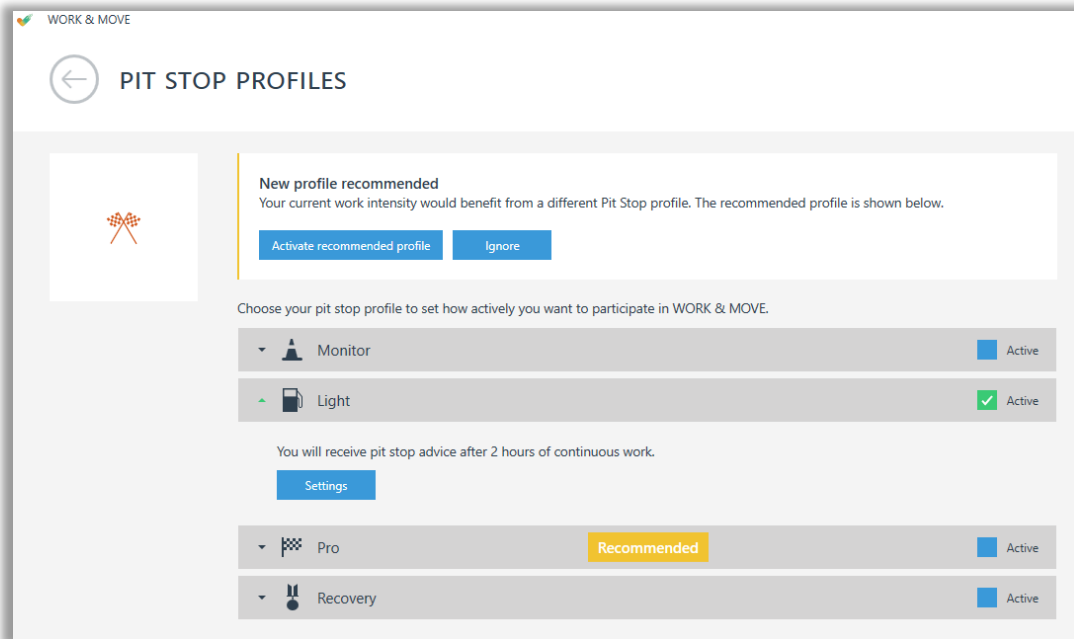 WORK & MOVE
PIT STOP PROFILES
New profile recommended
Your current work intensity would benefit from a different Pit Stop profile. The recommended profile is shown below.
Activate recommended profile
Ignore
Choose your pit stop profile to set how actively you want to participate in WORK & MOVE.
Monitor
Active
Light
Active
You will receive pit stop advice after 2 hours of continuous work.
Settings
Pro
Recommended
Active
Recovery
Active